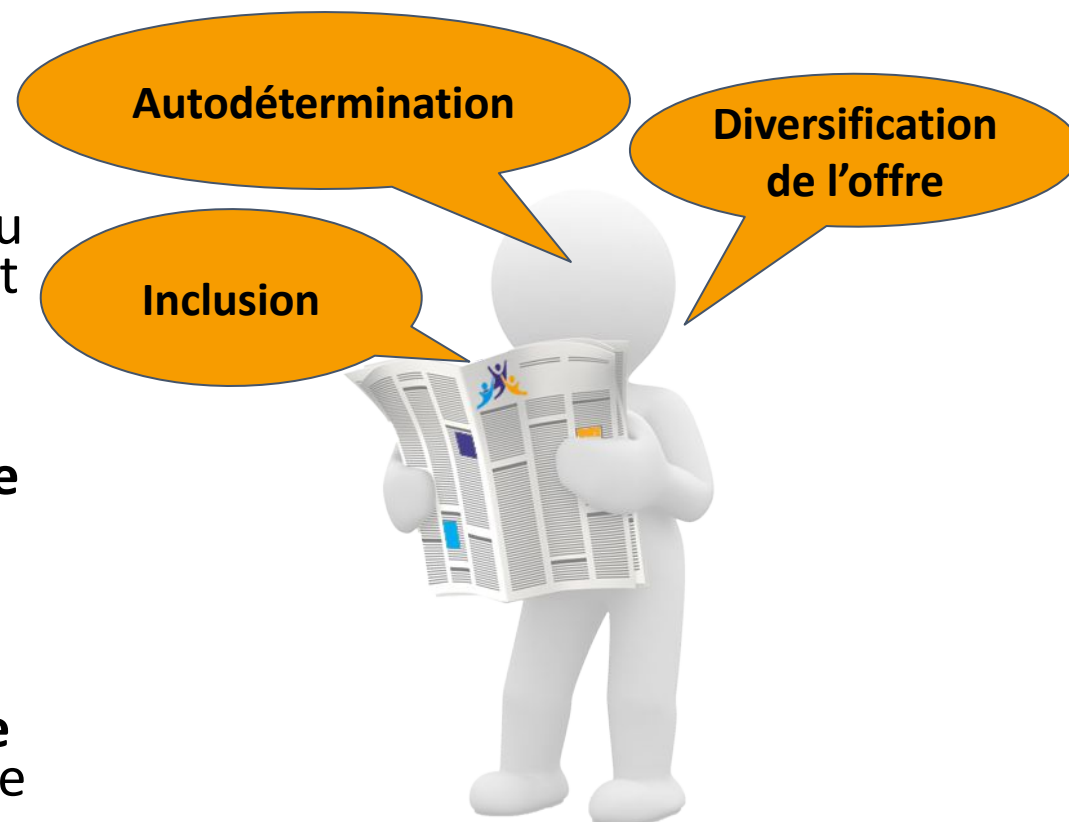 Autodétermination
Diversification
de l’offre
u
t
Inclusion
e
e
e